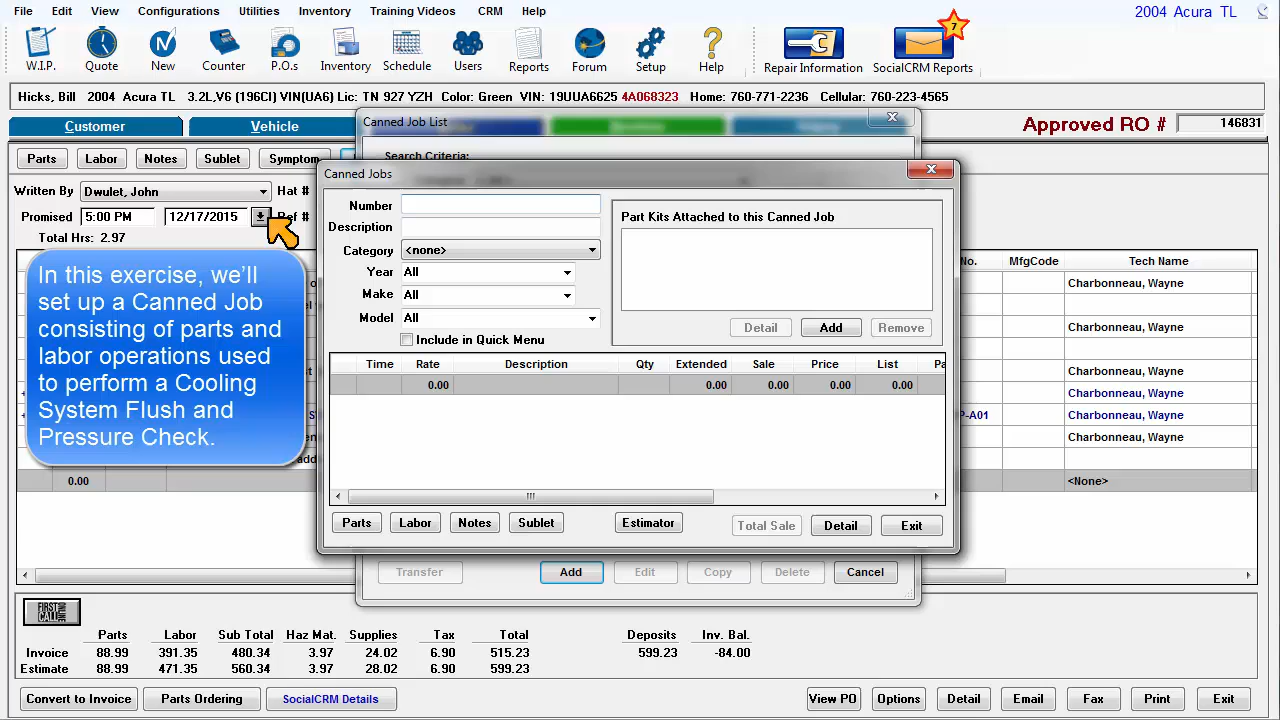 File Edit View Configurations Utilities Inventory Training Videos CRM Help 2004 Acura TL
7
W.I.P. Quote New Counter P.O.s Inventory Schedule Users Reports Forum Setup Help Repair Information SocialCRM Reports
Hicks, Bill 2004 Acura TL 3.2L,V6 (196CI) VIN(UA6) Lic: TN 927 YZH Color: Green VIN: 19UUA6625 4A068323 Home: 760-771-2236 Cellular: 760-223-4565
Customer Vehicle Approved RO # 146831
Canned Job List
Search Criteria:
Parts Labor Notes Sublet Symptom
Written By Dwulet, John Hat #
Promised 5:00 PM 12/17/2015 Ref #
Total Hrs: 2.97
In this exercise, we'll
set up a Canned Job
consisting of parts and
labor operations used
to perform a Cooling
System Flush and
Pressure Check.
Canned Jobs
Number
Description
Category <none>
Year All
Make All
Model All
Include in Quick Menu
Part Kits Attached to this Canned Job
Detail Add Remove
Time Rate Description Qty Extended Sale Price List Pa
0.00 0.00 0.00 0.00 0.00
Parts Labor Notes Sublet Estimator Total Sale Detail Exit
Transfer Add Edit Copy Delete Cancel
No. MfgCode Tech Name
Charbonneau, Wayne
Charbonneau, Wayne
Charbonneau, Wayne
Charbonneau, Wayne
P-A01 Charbonneau, Wayne
Charbonneau, Wayne
add
0.00 <None>
FIRST CALL
Parts Labor Sub Total Haz Mat. Supplies Tax Total Deposits Inv. Bal.
Invoice 88.99 391.35 480.34 3.97 24.02 6.90 515.23 599.23 -84.00
Estimate 88.99 471.35 560.34 3.97 28.02 6.90 599.23
Convert to Invoice Parts Ordering SocialCRM Details View PO Options Detail Email Fax Print Exit